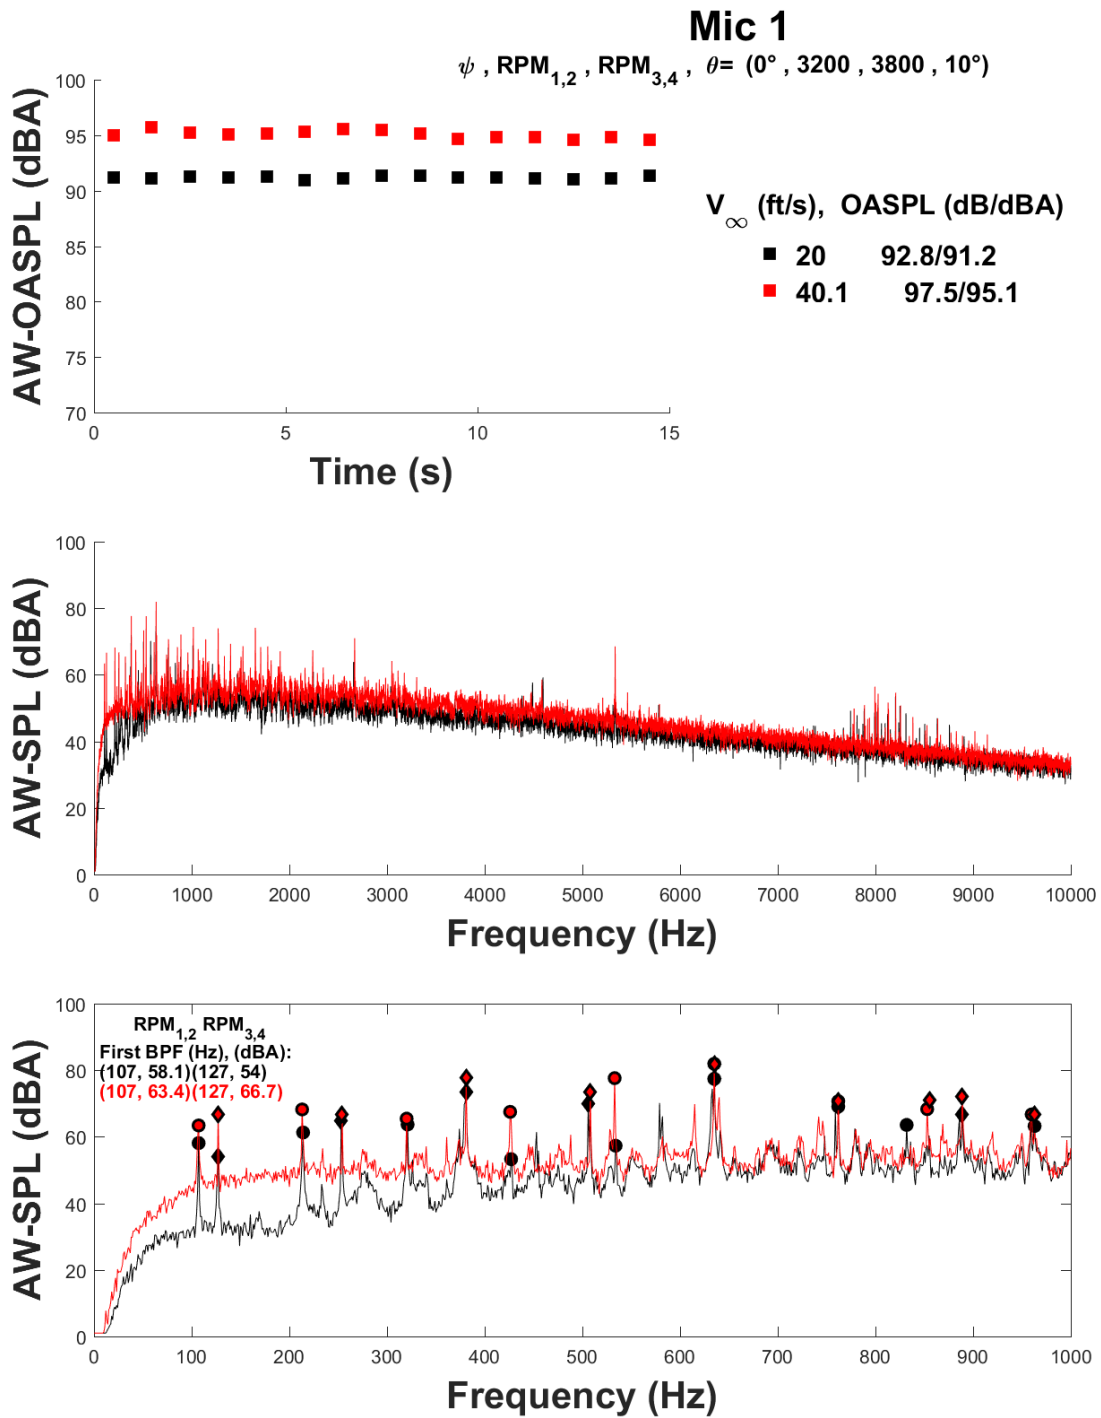 Mic 1
ψ , RPM1,2 , RPM3,4 , θ= (0° , 3200 , 3800 , 10°)
100
95
90
85
80
75
70
AW-OASPL (dBA)
0 5 10 15
Time (s)
V∞ (ft/s), OASPL (dB/dBA)
20 92.8/91.2
40.1 97.5/95.1
100
80
60
40
20
0
AW-SPL (dBA)
0 1000 2000 3000 4000 5000 6000 7000 8000 9000 10000
Frequency (Hz)
100
80
60
40
20
0
AW-SPL (dBA)
RPM1,2 RPM3,4
First BPF (Hz), (dBA):
(107, 58.1)(127, 54)
(107, 63.4)(127, 66.7)
0 100 200 300 400 500 600 700 800 900 1000
Frequency (Hz)